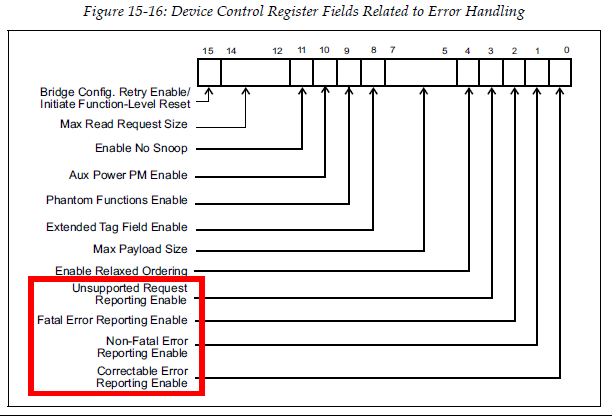 Figure 15-16: Device Control Register Fields Related to Error Handling
15 14 12 11 10 9 8 7 5 4 3 2 1 0
Bridge Config. Retry Enable/
Initiate Function-Level Reset
Max Read Request Size
Enable No Snoop
Aux Power PM Enable
Phantom Functions Enable
Extended Tag Field Enable
Max Payload Size
Enable Relaxed Ordering
Unsupported Request
Reporting Enable
Fatal Error Reporting Enable
Non-Fatal Error
Reporting Enable
Correctable Error
Reporting Enable